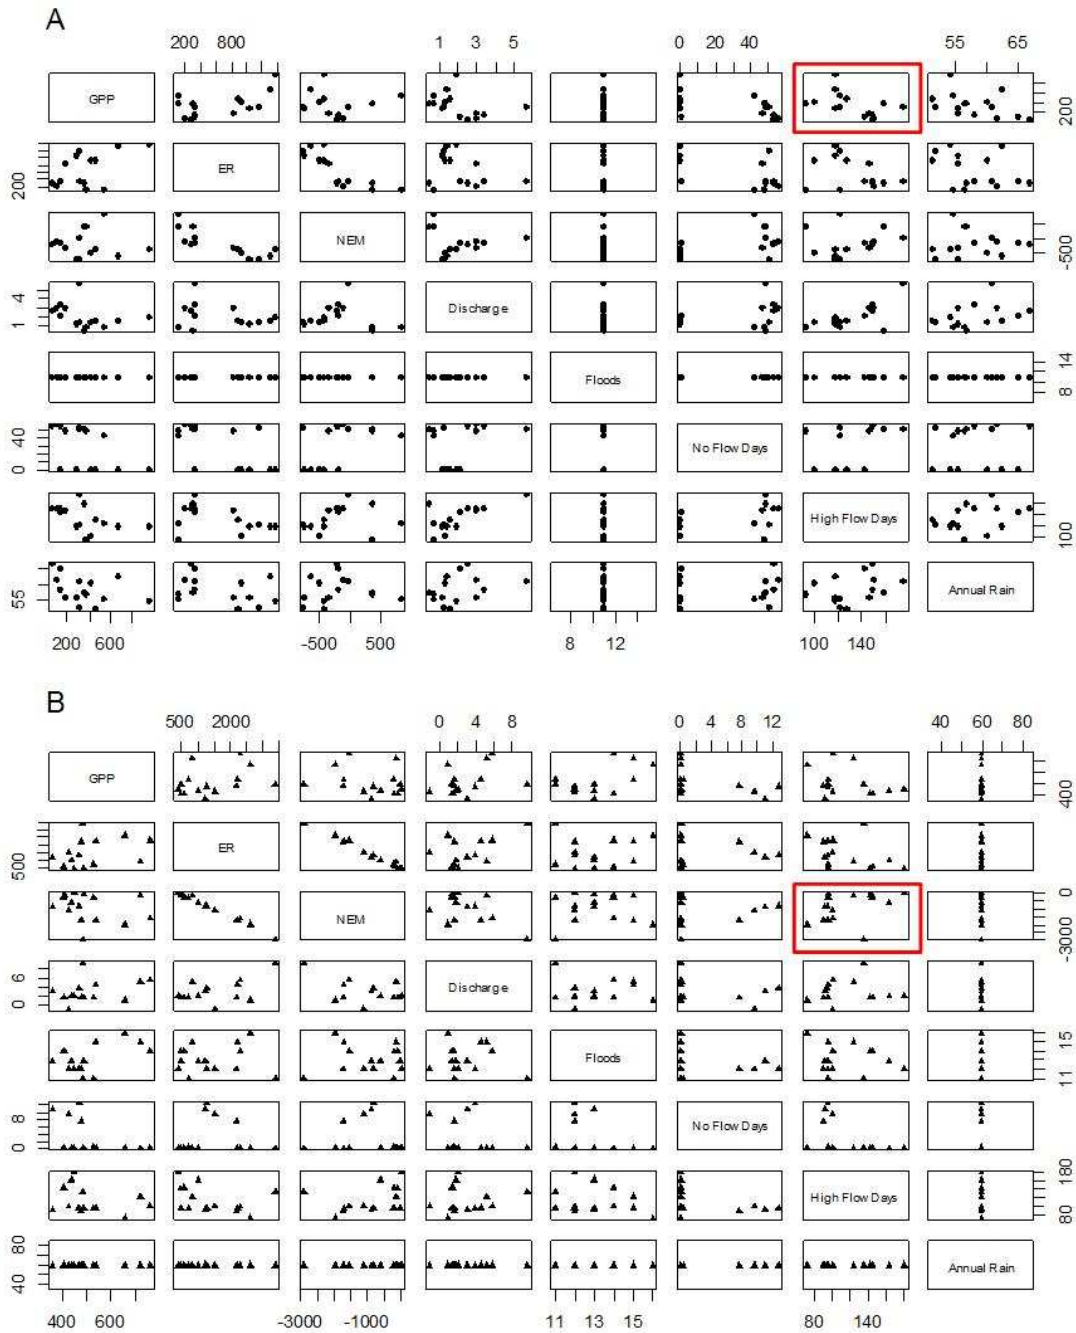 A
200 800
1 3 5
0 20 40
55 65
GPP
200
200
ER
NEM
-500
4
1
Discharge
Floods
14
8
40
0
No Flow Days
High Flow Days
100
55
Annual Rain
200 600
-500 500
8 12
100 140
B
500 2000
0 4 8
0 4 8 12
40 60 80
GPP
400
500
ER
NEM
0
-3000
6
0
Discharge
Floods
15
11
8
0
No Flow Days
High Flow Days
180
80
80
40
Annual Rain
400 600
-3000 -1000
11 13 15
80 140